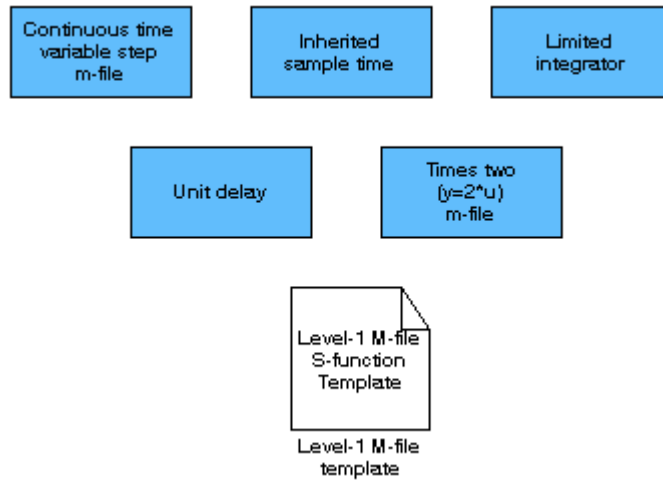 Continuous time
variable step
m-file
Inherited
sample time
Limited
integrator
Unit delay
Times two
(y=2*u)
m-file
Level-1 M-file
S-function
Template
Level-1 M-file
template